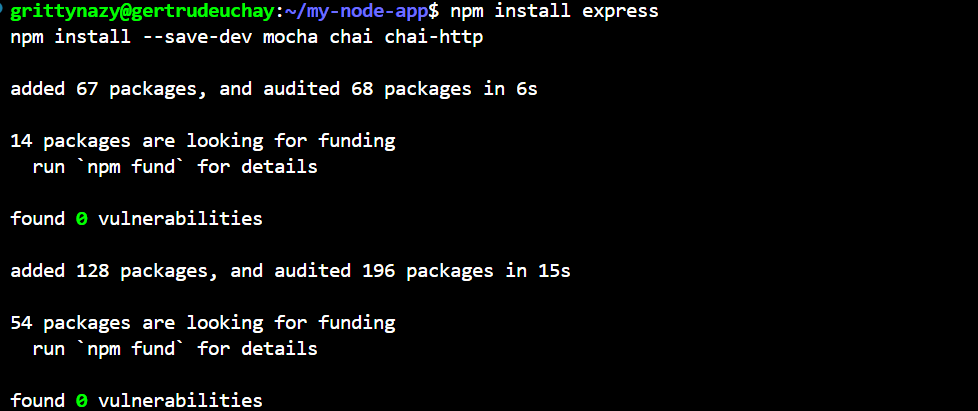 grittynazy@gertrudeuchay:~/my-node-app$ npm install express
npm install --save-dev mocha chai chai-http
added 67 packages, and audited 68 packages in 6s
14 packages are looking for funding
  run `npm fund` for details
found 0 vulnerabilities
added 128 packages, and audited 196 packages in 15s
54 packages are looking for funding
  run `npm fund` for details
found 0 vulnerabilities